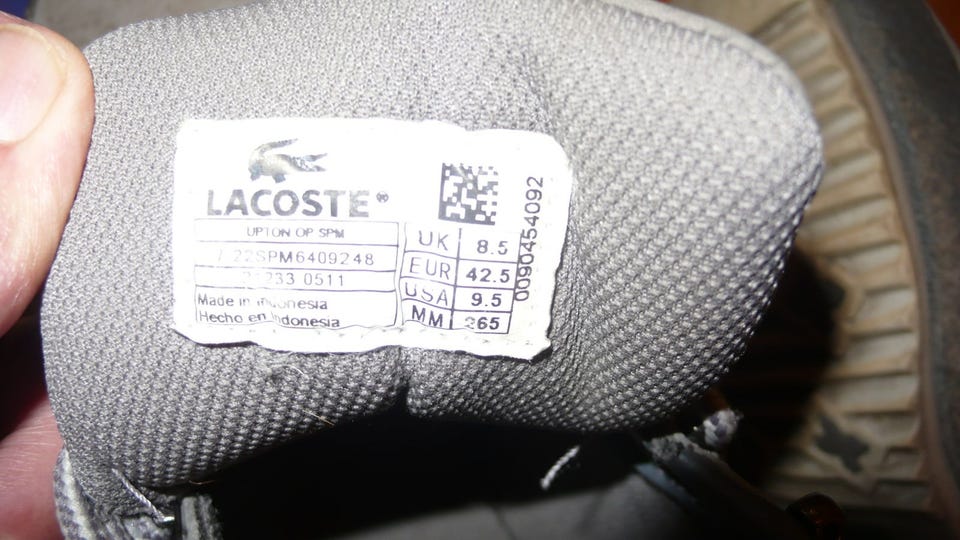 LACOSTE
UPTON OP SPM
7 22SPM6409248
0511
Made in Indonesia
Hecho en Indonesia
UK 8.5
EUR 42.5
USA 9.5
MM 265
0090454092